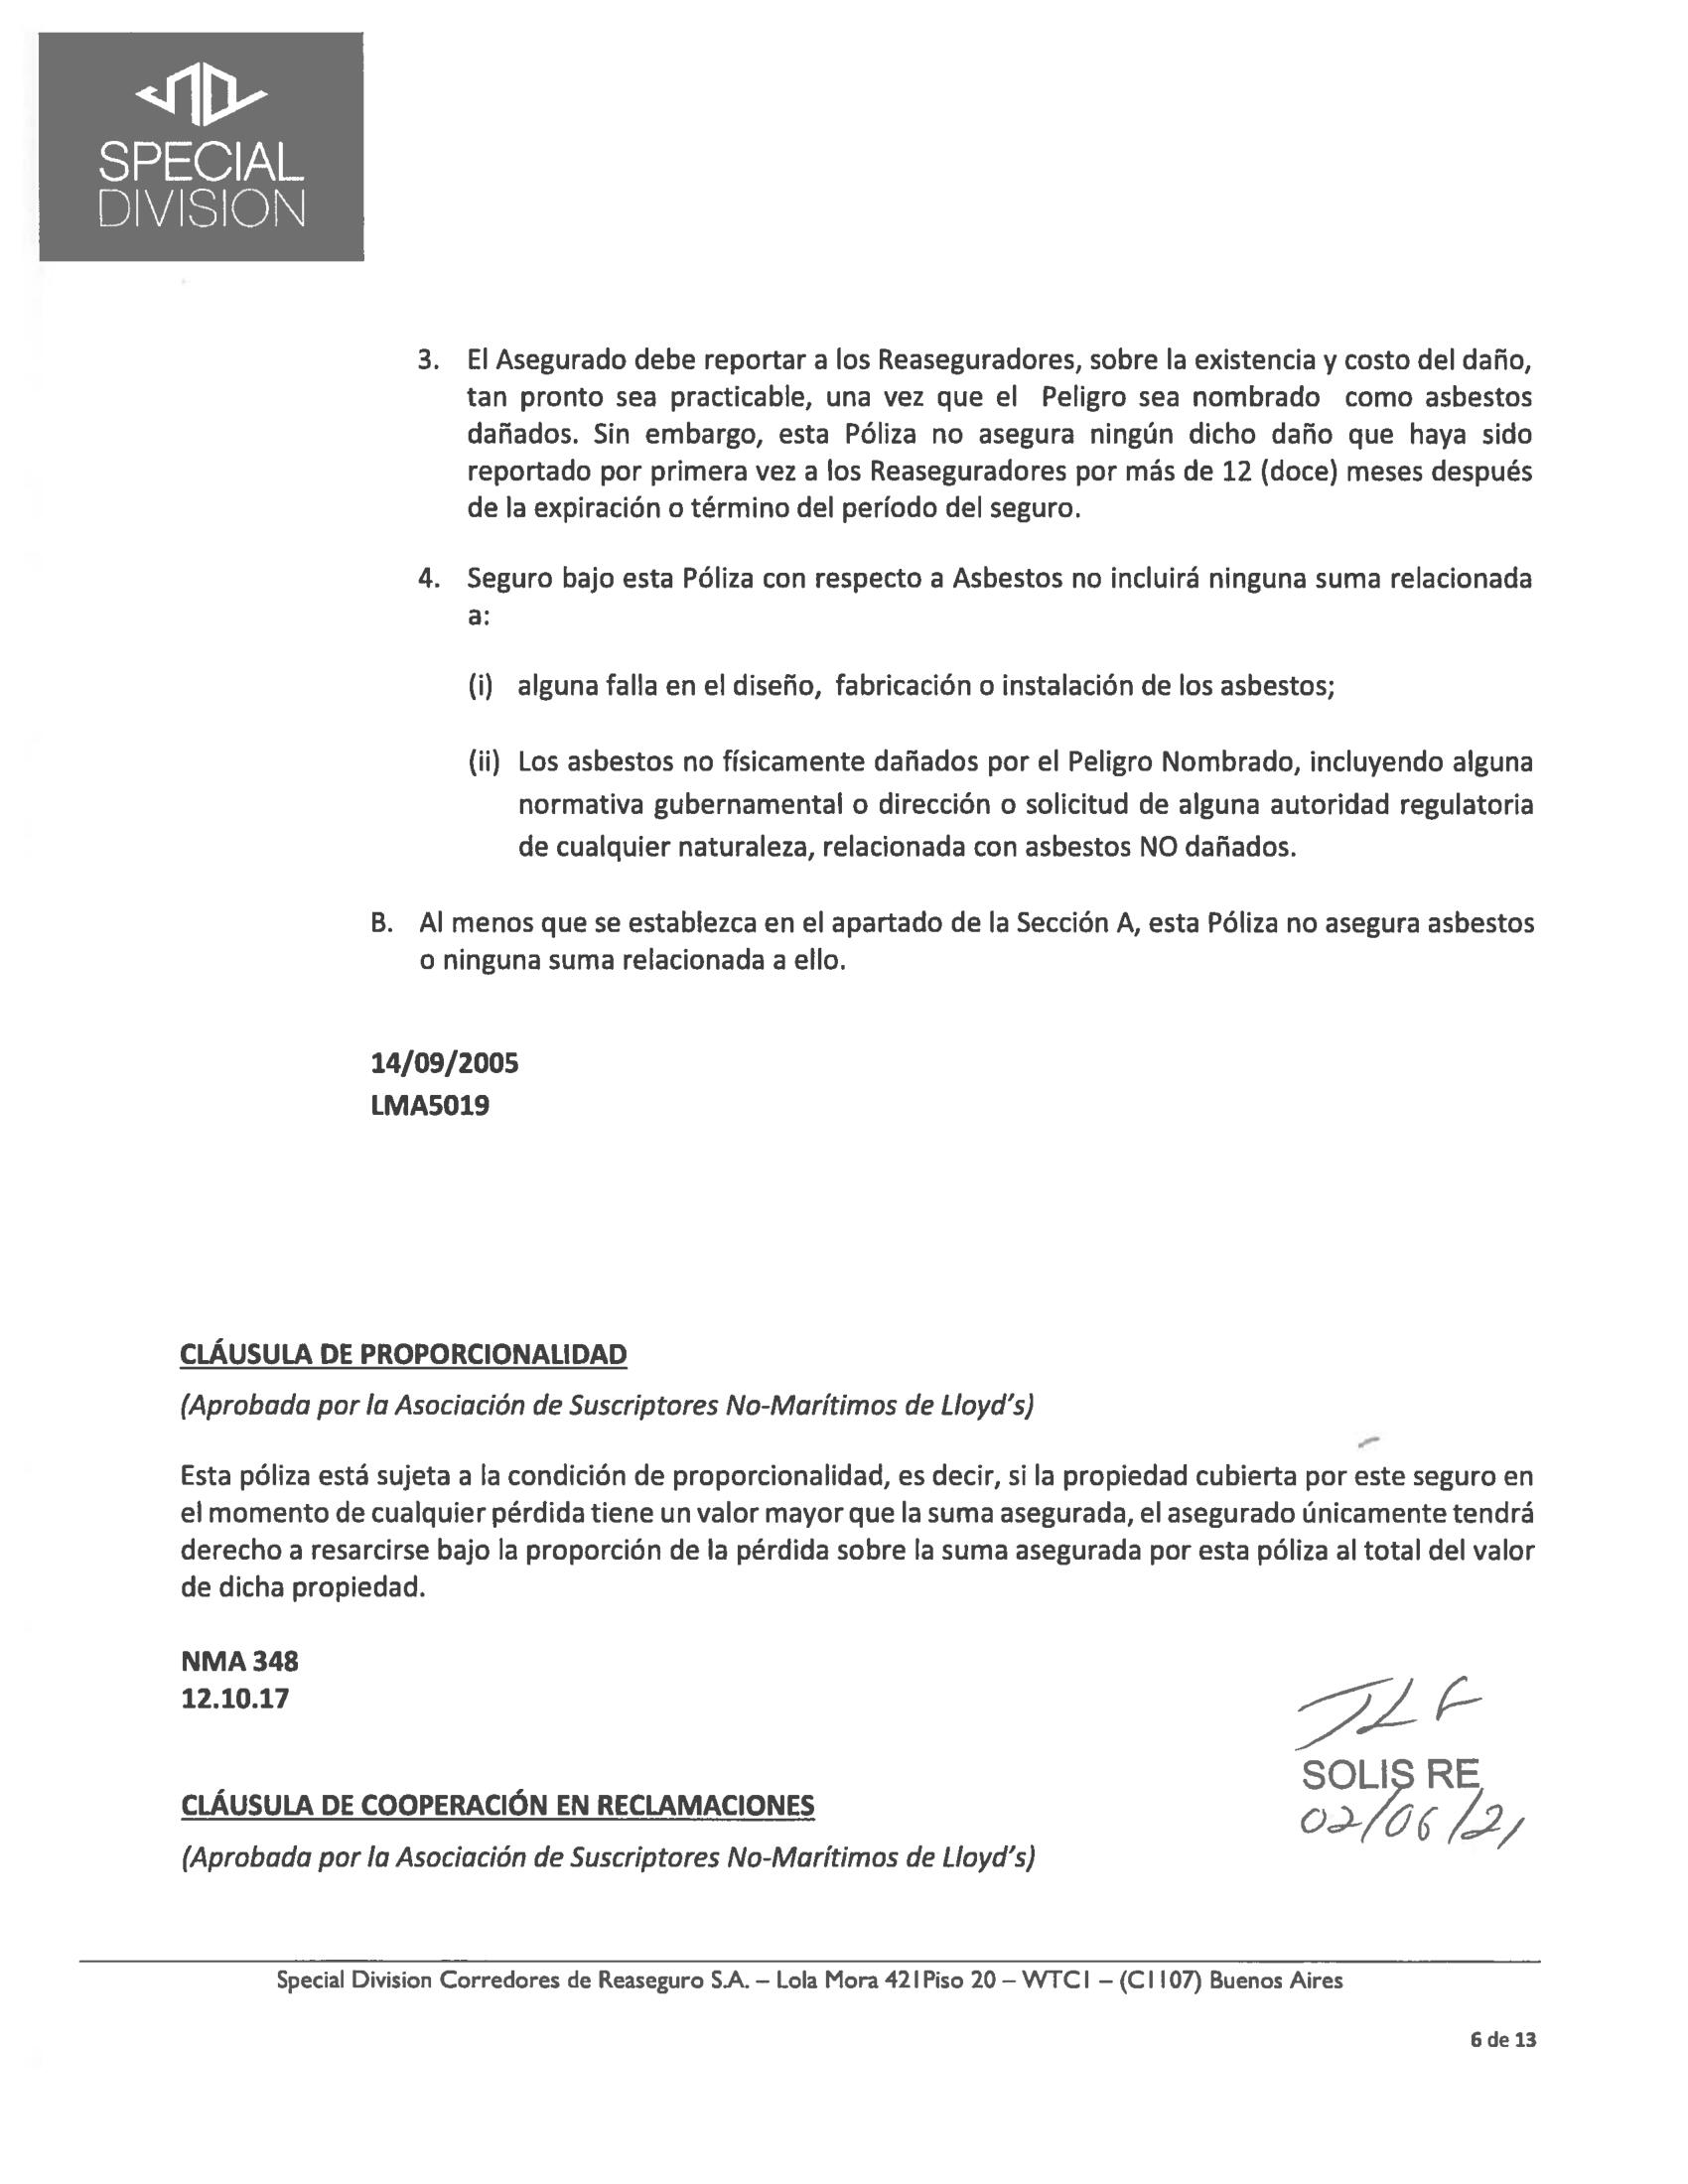 SPECIAL
DIVISION
3. El Asegurado debe reportar a los Reaseguradores, sobre la existencia y costo del daño,
tan pronto sea practicable, una vez que el Peligro sea nombrado como asbestos
dañados. Sin embargo, esta Póliza no asegura ningún dicho daño que haya sido
reportado por primera vez a los Reaseguradores por más de 12 (doce) meses después
de la expiración o término del período del seguro.
4. Seguro bajo esta Póliza con respecto a Asbestos no incluirá ninguna suma relacionada
a:
(i) alguna falla en el diseño, fabricación o instalación de los asbestos;
(ii) Los asbestos no físicamente dañados por el Peligro Nombrado, incluyendo alguna
normativa gubernamental o dirección o solicitud de alguna autoridad regulatoria
de cualquier naturaleza, relacionada con asbestos NO dañados.
B. Al menos que se establezca en el apartado de la Sección A, esta Póliza no asegura asbestos
o ninguna suma relacionada a ello.
14/09/2005
LMA5019
CLÁUSULA DE PROPORCIONALIDAD
(Aprobada por la Asociación de Suscriptores No-Marítimos de Lloyd's)
Esta póliza está sujeta a la condición de proporcionalidad, es decir, si la propiedad cubierta por este seguro en
el momento de cualquier pérdida tiene un valor mayor que la suma asegurada, el asegurado únicamente tendrá
derecho a resarcirse bajo la proporción de la pérdida sobre la suma asegurada por esta póliza al total del valor
de dicha propiedad.
NMA 348
12.10.17
SOLIS RE
02/06/21
CLÁUSULA DE COOPERACIÓN EN RECLAMACIONES
(Aprobada por la Asociación de Suscriptores No-Marítimos de Lloyd's)
Special Division Corredores de Reaseguro S.A. – Lola Mora 421Piso 20 – WTC1 – (C1107) Buenos Aires
6 de 13